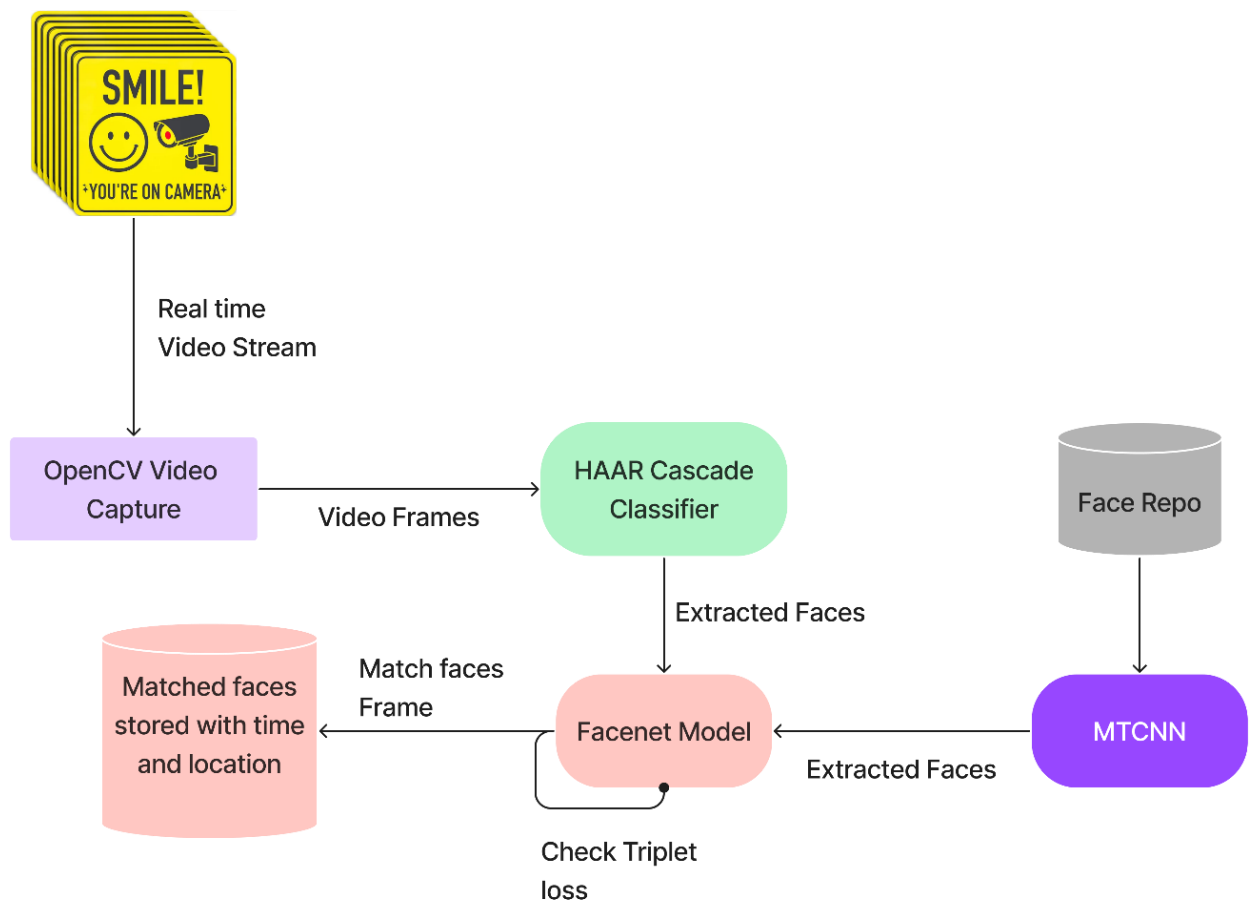 SMILE!
YOU'RE ON CAMERA
Real time
Video Stream
OpenCV Video
Capture
Video Frames
HAAR Cascade
Classifier
Face Repo
Extracted Faces
Matched faces
stored with time
and location
Match faces
Frame
Facenet Model
Extracted Faces
MTCNN
Check Triplet
loss